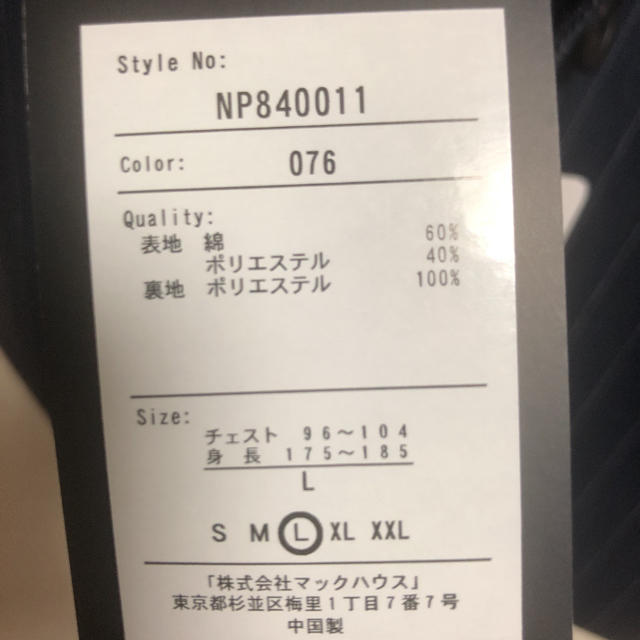 Style No:
NP840011
Color: 076
Quality:
表地 綿 60%
ポリエステル 40%
裏地 ポリエステル 100%
Size:
チェスト 96〜104
身 長 175〜185
L
S M L XL XXL
「株式会社マックハウス」
東京都杉並区梅里1丁目7番7号
中国製